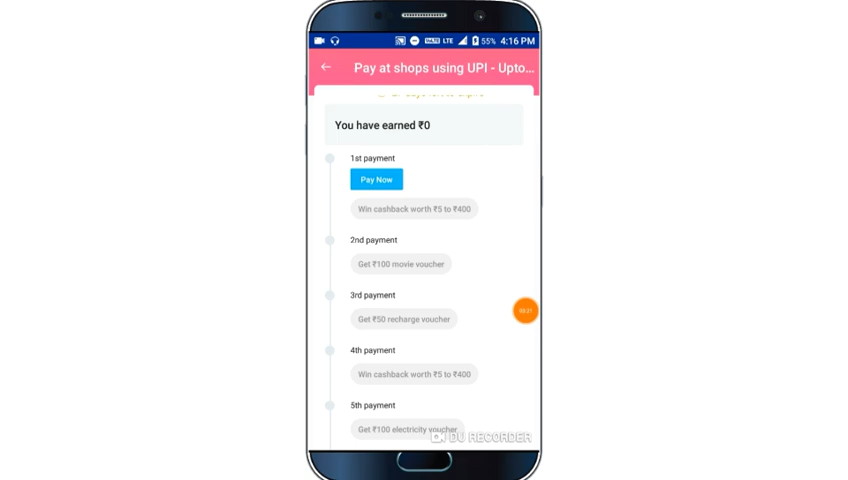 VoLTE LTE 55% 4:16 PM
Pay at shops using UPI - Upto...
You have earned ₹0
1st payment
Pay Now
Win cashback worth ₹5 to ₹400
2nd payment
Get ₹100 movie voucher
3rd payment
Get ₹50 recharge voucher
4th payment
Win cashback worth ₹5 to ₹400
5th payment
Get ₹100 electricity voucher
DU RECORDER